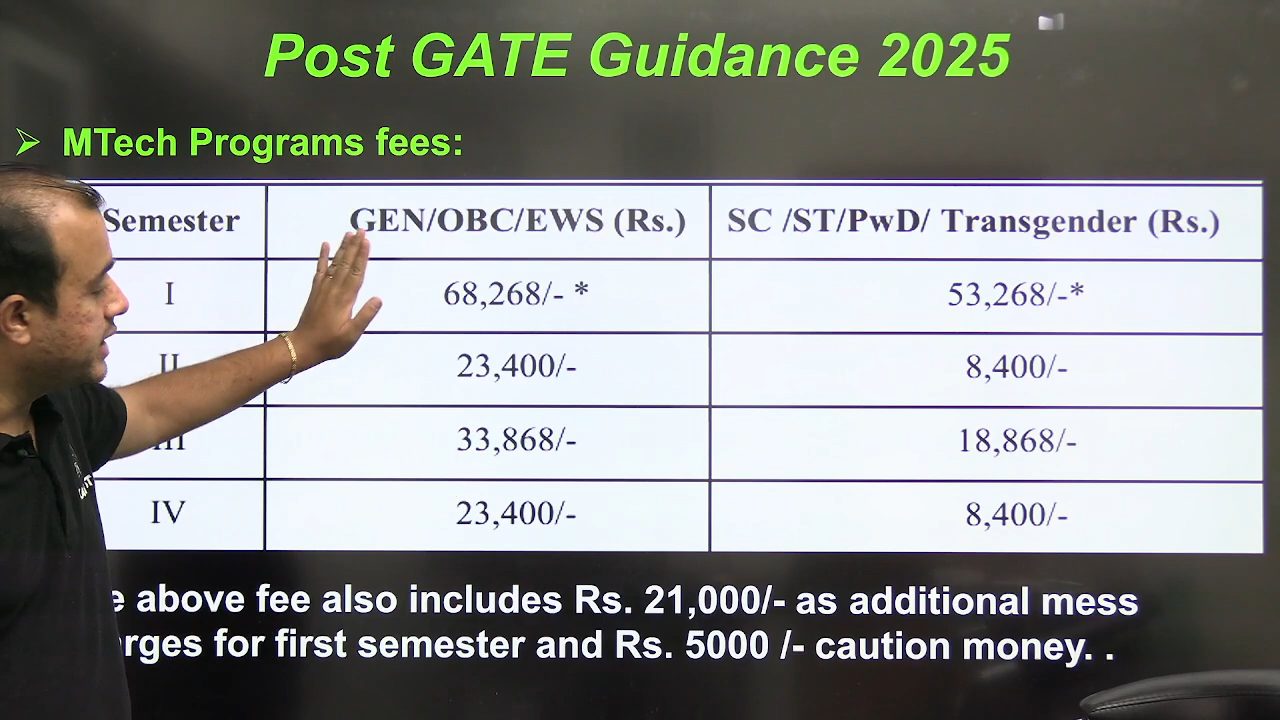 Post GATE Guidance 2025
➢ MTech Programs fees:
Semester GEN/OBC/EWS (Rs.) SC /ST/PwD/ Transgender (Rs.)
I 68,268/- * 53,268/-*
II 23,400/- 8,400/-
III 33,868/- 18,868/-
IV 23,400/- 8,400/-
above fee also includes Rs. 21,000/- as additional mess
for first semester and Rs. 5000 /- caution money. .